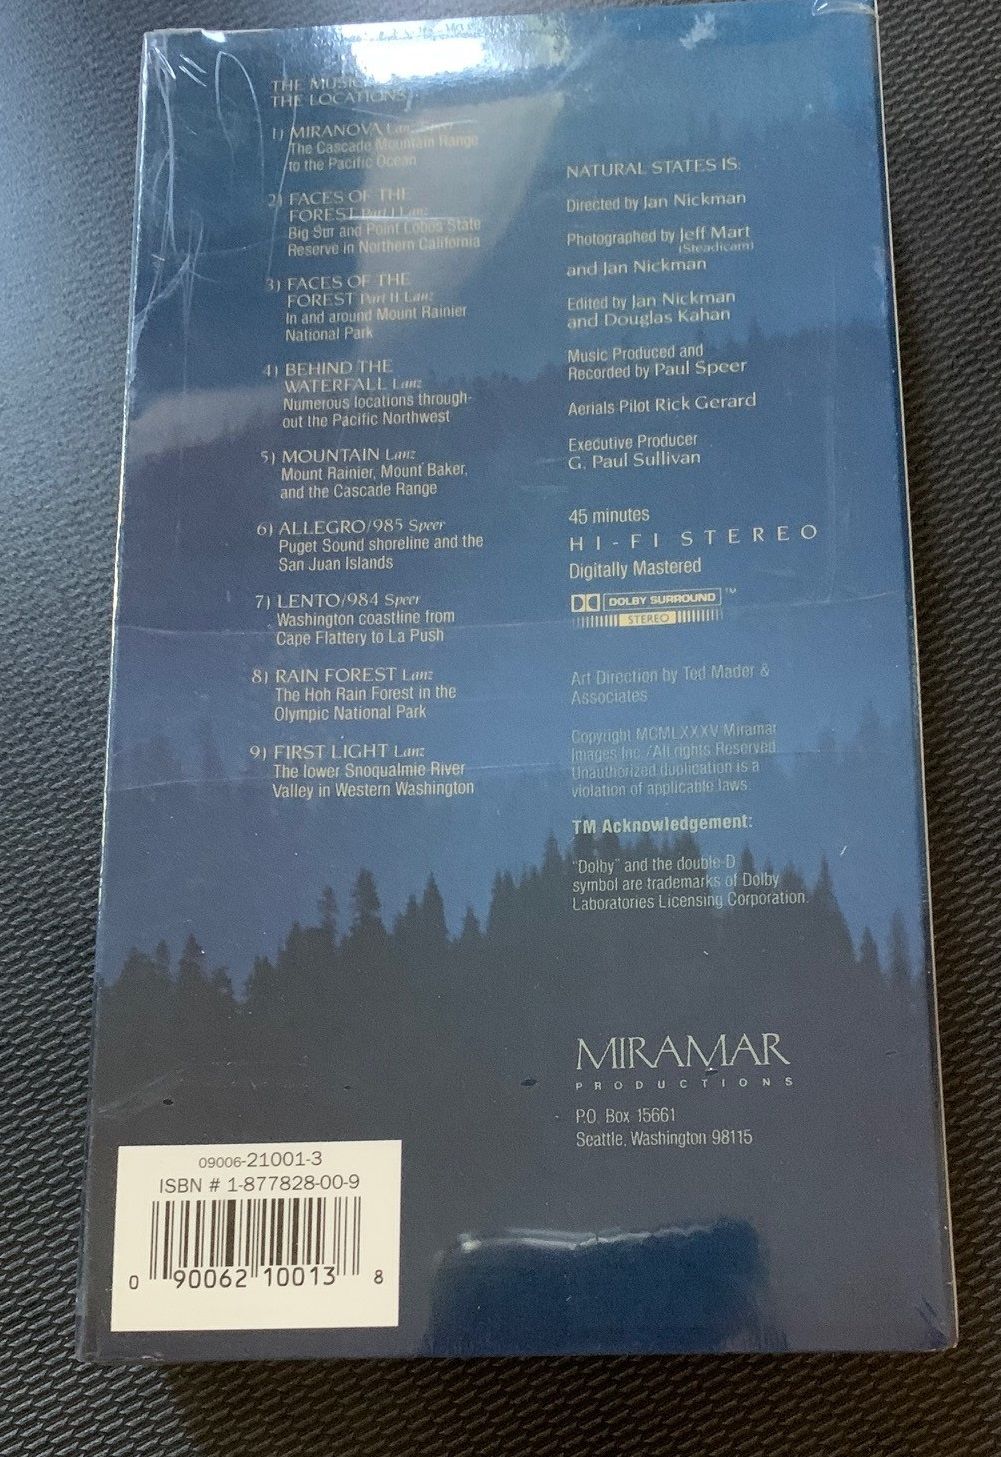 THE MUSIC
THE LOCATIONS
1) MIRANOVA Lanz, Speer
The Cascade Mountain Range
to the Pacific Ocean
2) FACES OF THE
FOREST Part I Lanz
Big Sur and Point Lobos State
Reserve in Northern California
3) FACES OF THE
FOREST Part II Lanz
In and around Mount Rainier
National Park
4) BEHIND THE
WATERFALL Lanz
Numerous locations through-
out the Pacific Northwest
5) MOUNTAIN Lanz
Mount Rainier, Mount Baker,
and the Cascade Range
6) ALLEGRO/985 Speer
Puget Sound shoreline and the
San Juan Islands
7) LENTO/984 Speer
Washington coastline from
Cape Flattery to La Push
8) RAIN FOREST Lanz
The Hoh Rain Forest in the
Olympic National Park
9) FIRST LIGHT Lanz
The lower Snoqualmie River
Valley in Western Washington
NATURAL STATES IS:
Directed by Jan Nickman
Photographed by Jeff Mart
(Steadicam)
and Jan Nickman
Edited by Jan Nickman
and Douglas Kahan
Music Produced and
Recorded by Paul Speer
Aerials Pilot Rick Gerard
Executive Producer
G. Paul Sullivan
45 minutes
HI-FI STEREO
Digitally Mastered
DOLBY SURROUND ™
STEREO
Art Direction by Ted Mader &
Associates
Copyright MCMLXXXV Miramar
Images Inc. / All rights Reserved
Unauthorized duplication is a
violation of applicable laws.
TM Acknowledgement:
"Dolby" and the double-D
symbol are trademarks of Dolby
Laboratories Licensing Corporation.
MIRAMAR
PRODUCTIONS
P.O. Box 15661
Seattle, Washington 98115
09006-21001-3
ISBN # 1-877828-00-9
0 90062 10013 8